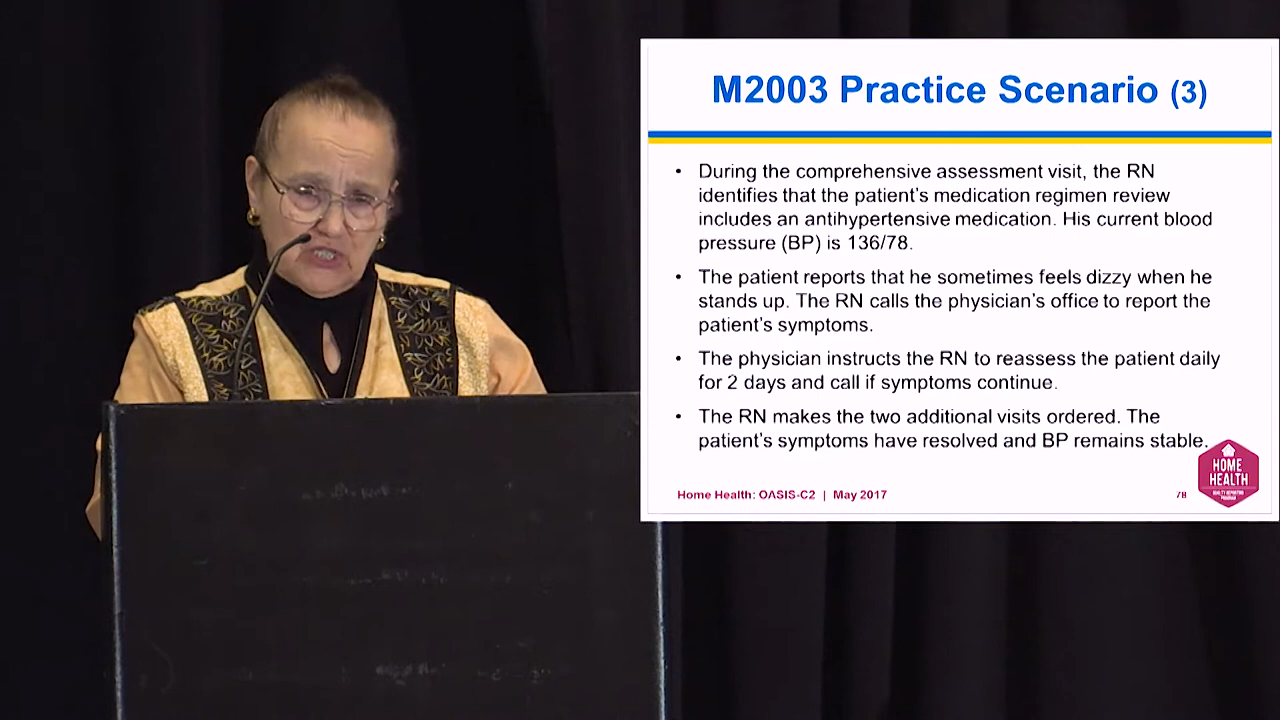 M2003 Practice Scenario (3)
• During the comprehensive assessment visit, the RN
identifies that the patient's medication regimen review
includes an antihypertensive medication. His current blood
pressure (BP) is 136/78.
• The patient reports that he sometimes feels dizzy when he
stands up. The RN calls the physician's office to report the
patient's symptoms.
• The physician instructs the RN to reassess the patient daily
for 2 days and call if symptoms continue.
• The RN makes the two additional visits ordered. The
patient's symptoms have resolved and BP remains stable.
Home Health: OASIS-C2 | May 2017
78
HOME
HEALTH
QUALITY REPORTING
PROGRAM